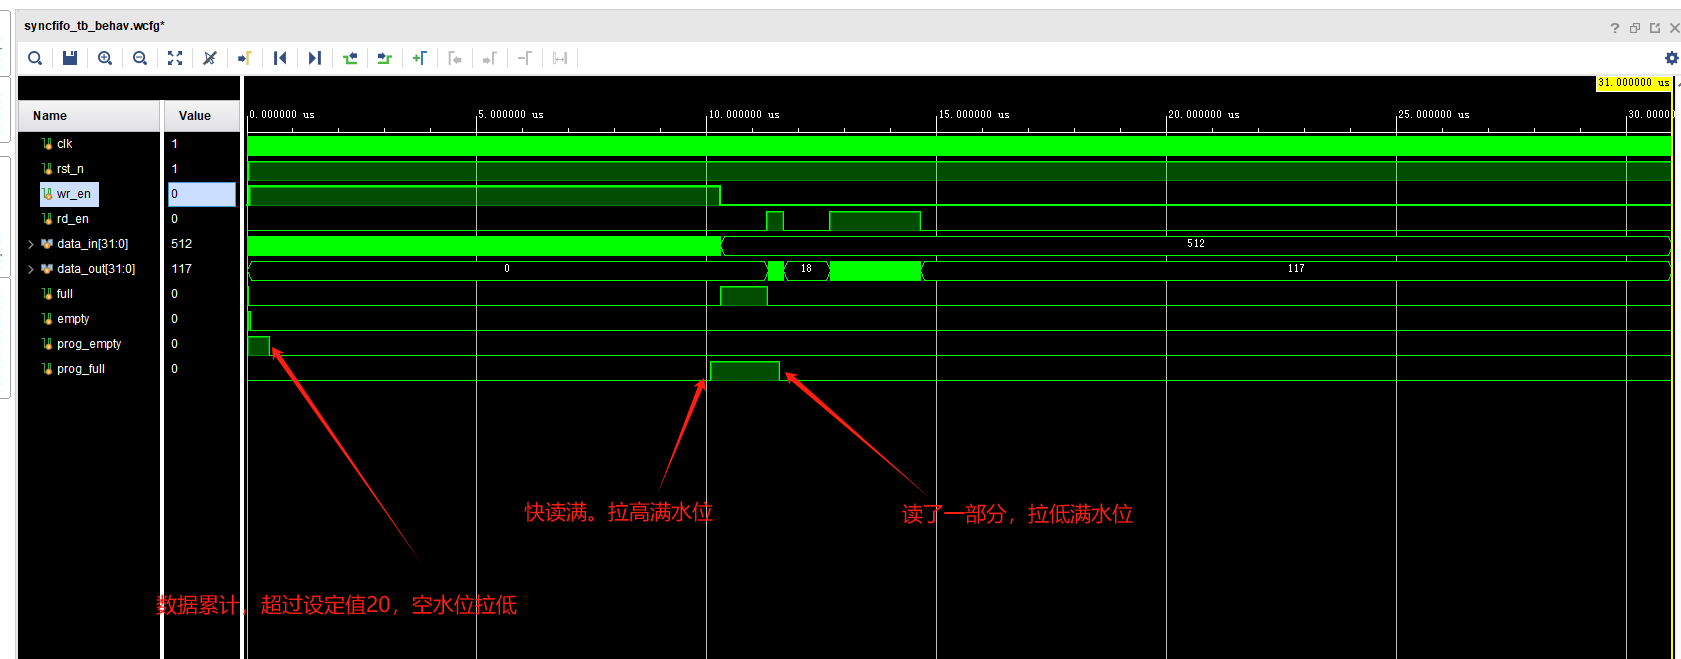 syncfifo_tb_behav.wcfg*
31.000000 us
Name Value
0.000000 us 5.000000 us 10.000000 us 15.000000 us 20.000000 us 25.000000 us 30.0000
clk 1
rst_n 1
wr_en 0
rd_en 0
data_in[31:0] 512 512
data_out[31:0] 117 0 18 117
full 0
empty 0
prog_empty 0
prog_full 0
快读满。拉高满水位
读了一部分，拉低满水位
数据累计，超过设定值20，空水位拉低